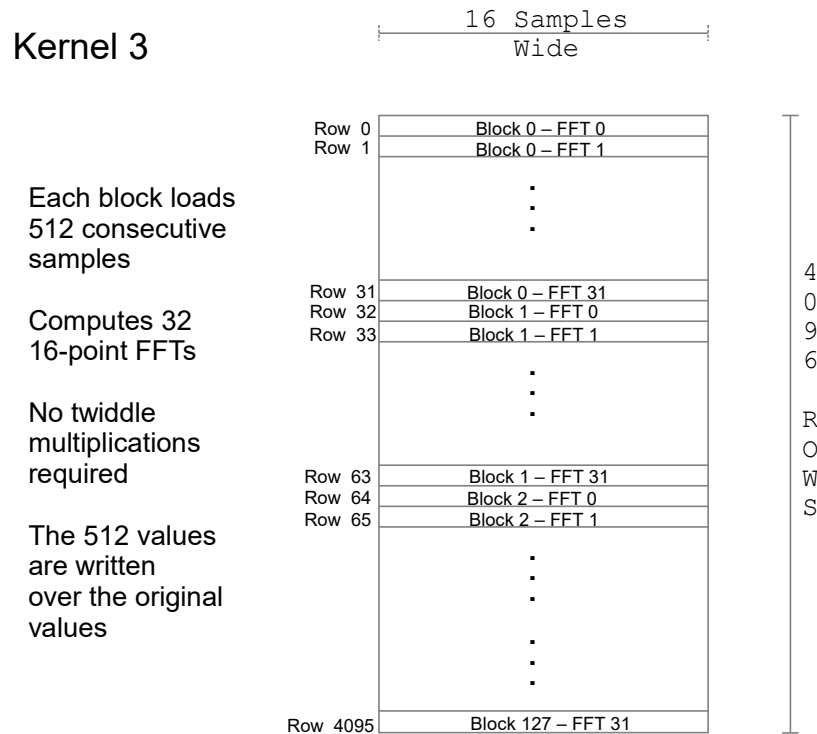 Kernel 3
16 Samples
Wide
Each block loads
512 consecutive
samples
Computes 32
16-point FFTs
No twiddle
multiplications
required
The 512 values
are written
over the original
values
Row 0 Block 0 – FFT 0
Row 1 Block 0 – FFT 1
Row 31 Block 0 – FFT 31
Row 32 Block 1 – FFT 0
Row 33 Block 1 – FFT 1
Row 63 Block 1 – FFT 31
Row 64 Block 2 – FFT 0
Row 65 Block 2 – FFT 1
Row 4095 Block 127 – FFT 31
4096 ROWS